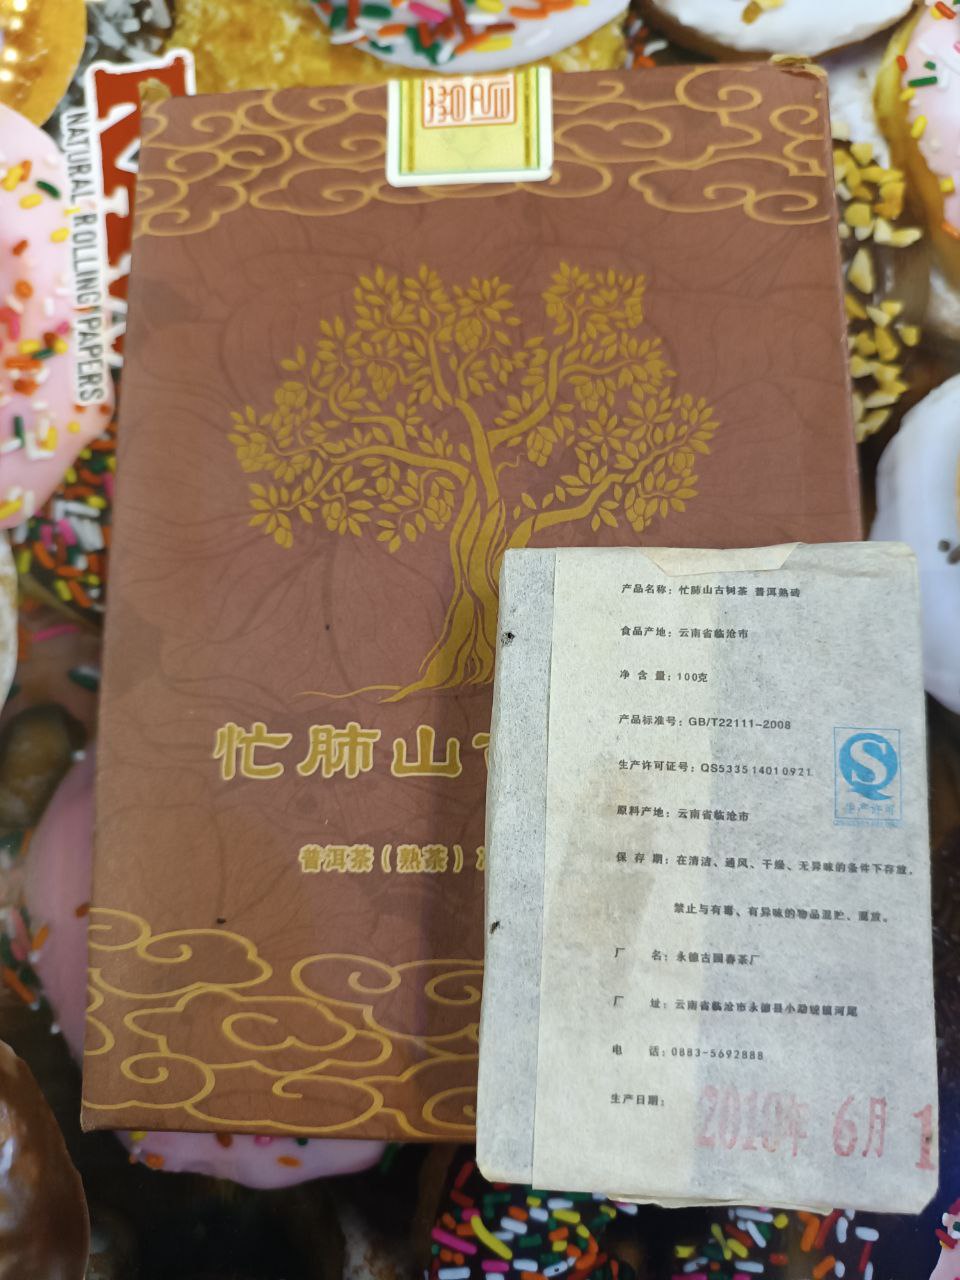 NATURAL ROLLING PAPERS
忙肺山
普洱茶（熟茶）
产品名称：忙肺山古树茶 普洱熟砖
食品产地：云南省临沧市
净 含 量：100克
产品标准号：GB/T22111-2008
生产许可证号：QS533514010921
生产许可
原料产地：云南省临沧市
保 存 期：在清洁、通风、干燥、无异味的条件下存放，
禁止与有毒、有异味的物品混贮、混放。
厂 名：永德古国春茶厂
厂 址：云南省临沧市永德县小勐统镇河尾
电 话：0883-5692888
生产日期：
6月 1